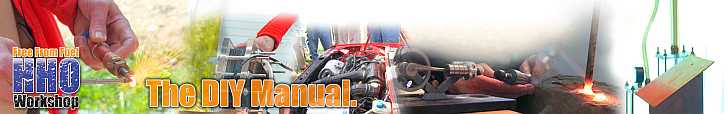 Free From Fuel
HHO
Workshop
The DIY Manual.